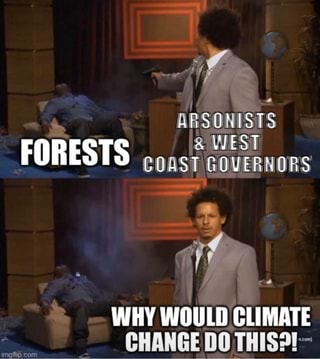 ARSONISTS
& WEST
FORESTS COAST GOVERNORS
WHY WOULD CLIMATE
CHANGE DO THIS?!
imgflip.com